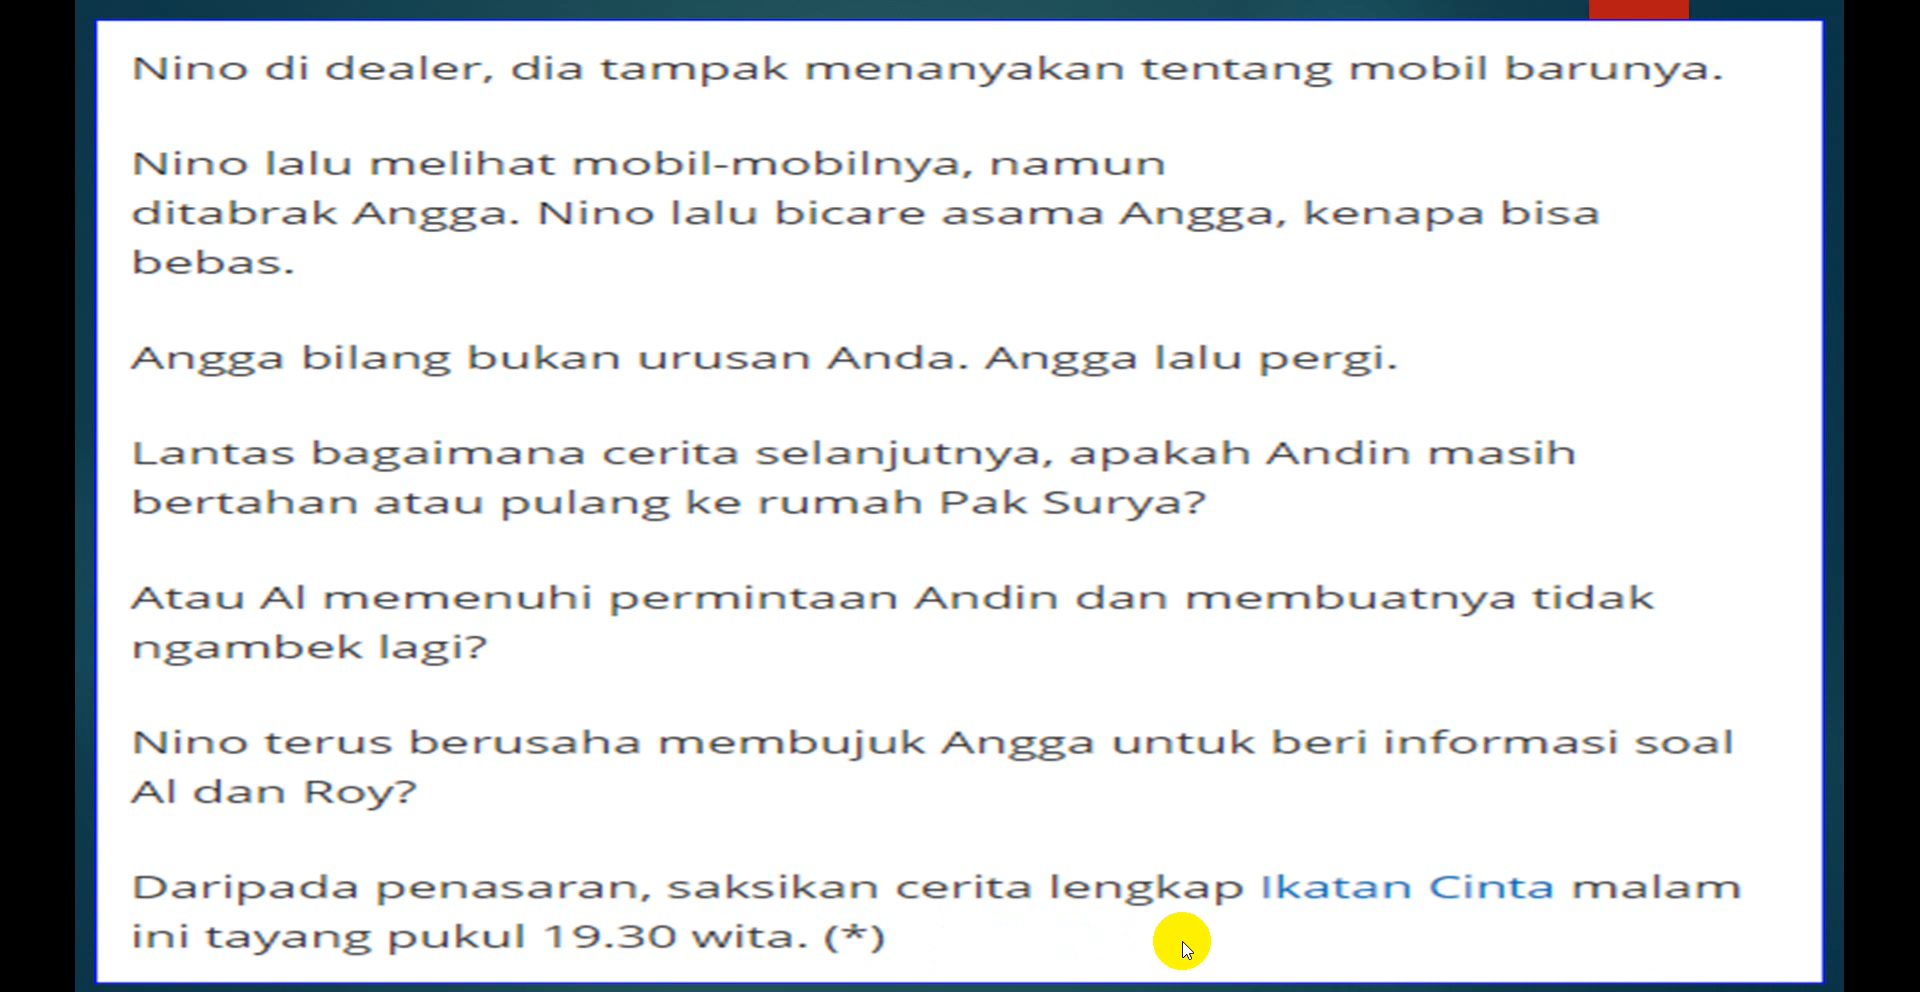 Nino di dealer, dia tampak menanyakan tentang mobil barunya.
Nino lalu melihat mobil-mobilnya, namun
ditabrak Angga. Nino lalu bicare asama Angga, kenapa bisa
bebas.
Angga bilang bukan urusan Anda. Angga lalu pergi.
Lantas bagaimana cerita selanjutnya, apakah Andin masih
bertahan atau pulang ke rumah Pak Surya?
Atau Al memenuhi permintaan Andin dan membuatnya tidak
ngambek lagi?
Nino terus berusaha membujuk Angga untuk beri informasi soal
Al dan Roy?
Daripada penasaran, saksikan cerita lengkap Ikatan Cinta malam
ini tayang pukul 19.30 wita. (*)